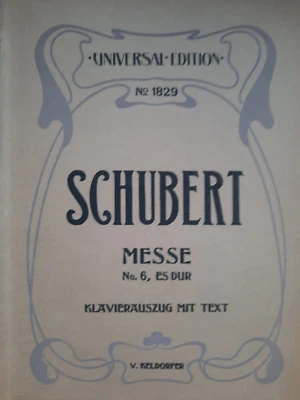 ·UNIVERSAL-EDITION·
No 1829
SCHUBERT
MESSE
No. 6, ES DUR
KLAVIERAUSZUG MIT TEXT
V. KELDORFER